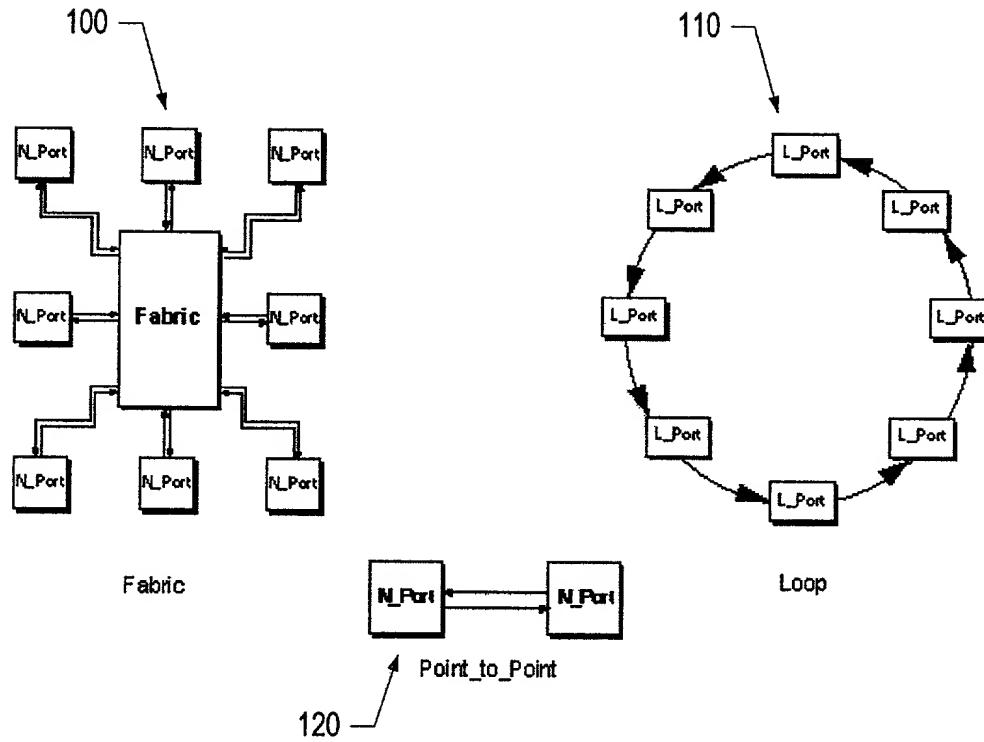 100
110
N_Port N_Port N_Port
L_Port
L_Port L_Port
N_Port Fabric N_Port
L_Port L_Port
L_Port L_Port
N_Port N_Port N_Port
L_Port
Fabric
Loop
N_Port N_Port
Point_to_Point
120